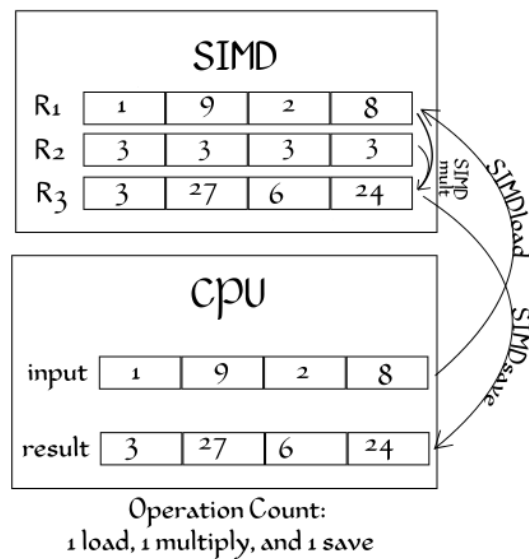 SIMD
R1 1 9 2 8
R2 3 3 3 3
R3 3 27 6 24
SIMD mult
SIMDload
CPU
input 1 9 2 8
SIMDsave
result 3 27 6 24
Operation Count:
1 load, 1 multiply, and 1 save